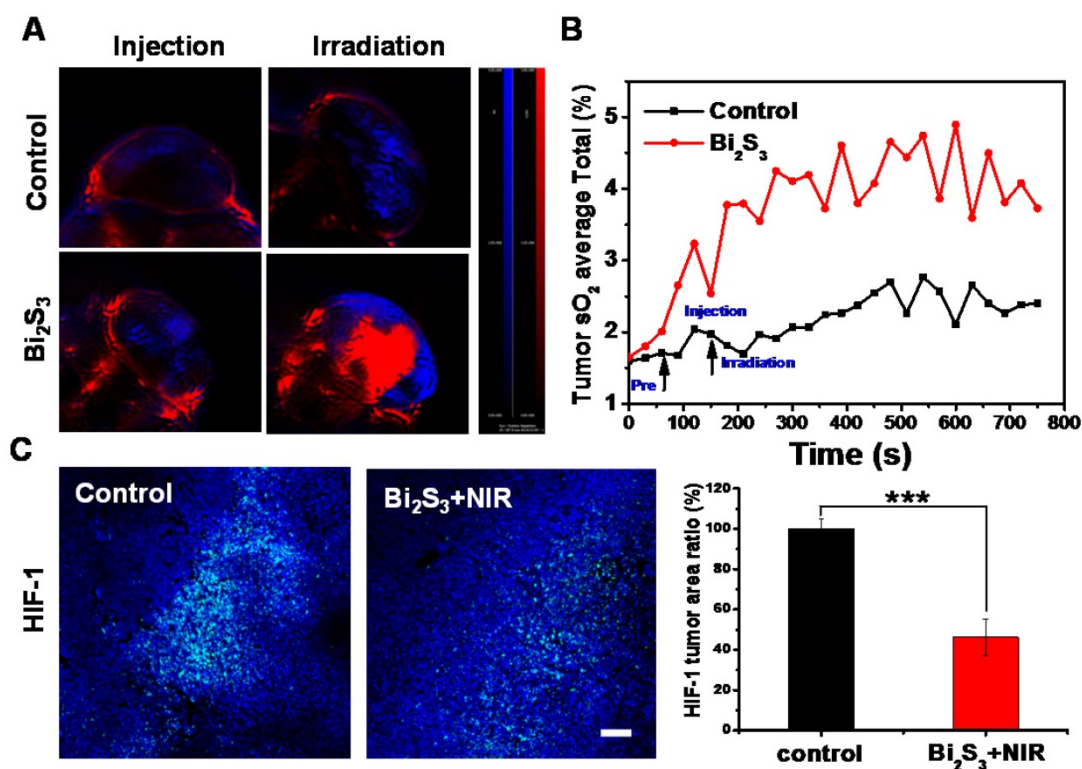 A
Injection
Irradiation
Control
Bi₂S₃
B
Tumor sO₂ average Total (%)
5
4
3
2
1
Control
Bi₂S₃
Injection
Pre
Irradiation
0 100 200 300 400 500 600 700 800
Time (s)
C
HIF-1
Control
Bi₂S+NIR
HIF-1 tumor area ratio (%)
120
100
80
60
40
20
0
***
control
Bi₂S₃+NIR